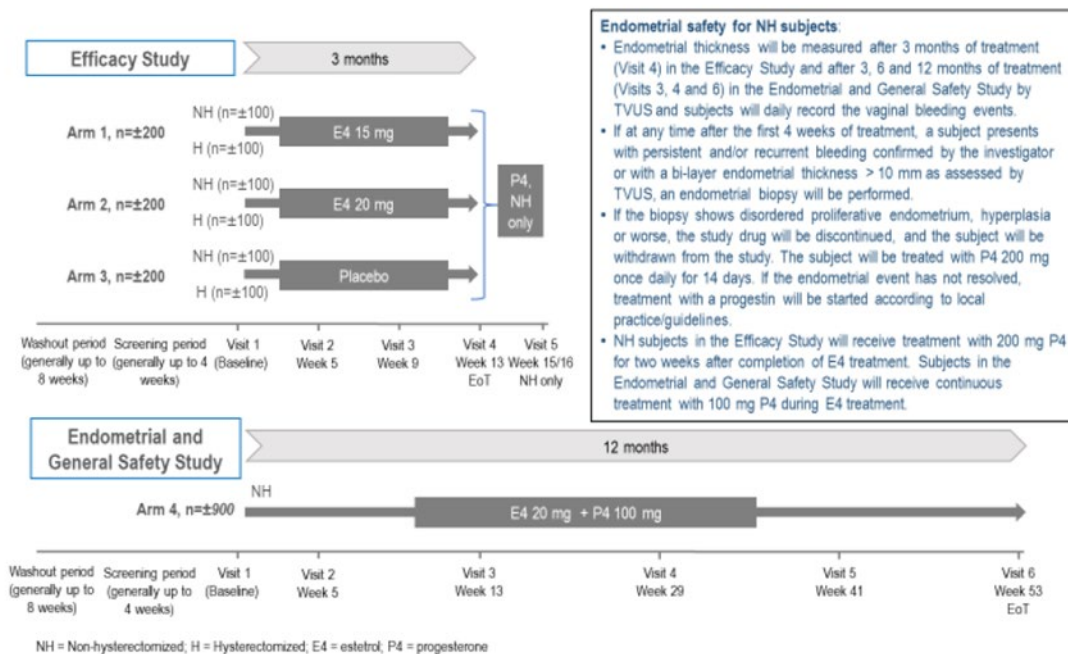 Efficacy Study
3 months
NH (n=±100)
Arm 1, n=±200
E4 15 mg
H (n=±100)
NH (n=±100)
Arm 2, n=±200
E4 20 mg
H (n=±100)
NH (n=±100)
Arm 3, n=±200
Placebo
H (n=±100)
P4,
NH
only
Washout period
(generally up to
8 weeks)
Screening period
(generally up to 4
weeks)
Visit 1
(Baseline)
Visit 2
Week 5
Visit 3
Week 9
Visit 4
Week 13
EoT
Visit 5
Week 15/16
NH only
Endometrial safety for NH subjects:
• Endometrial thickness will be measured after 3 months of treatment
(Visit 4) in the Efficacy Study and after 3, 6 and 12 months of treatment
(Visits 3, 4 and 6) in the Endometrial and General Safety Study by
TVUS and subjects will daily record the vaginal bleeding events.
• If at any time after the first 4 weeks of treatment, a subject presents
with persistent and/or recurrent bleeding confirmed by the investigator
or with a bi-layer endometrial thickness > 10 mm as assessed by
TVUS, an endometrial biopsy will be performed.
• If the biopsy shows disordered proliferative endometrium, hyperplasia
or worse, the study drug will be discontinued, and the subject will be
withdrawn from the study. The subject will be treated with P4 200 mg
once daily for 14 days. If the endometrial event has not resolved,
treatment with a progestin will be started according to local
practice/guidelines.
• NH subjects in the Efficacy Study will receive treatment with 200 mg P4
for two weeks after completion of E4 treatment. Subjects in the
Endometrial and General Safety Study will receive continuous
treatment with 100 mg P4 during E4 treatment.
Endometrial and
General Safety Study
12 months
NH
Arm 4, n=±900
E4 20 mg + P4 100 mg
Washout period
(generally up to
8 weeks)
Screening period
(generally up to
4 weeks)
Visit 1
(Baseline)
Visit 2
Week 5
Visit 3
Week 13
Visit 4
Week 29
Visit 5
Week 41
Visit 6
Week 53
EoT
NH = Non-hysterectomized; H = Hysterectomized; E4 = estetrol; P4 = progesterone